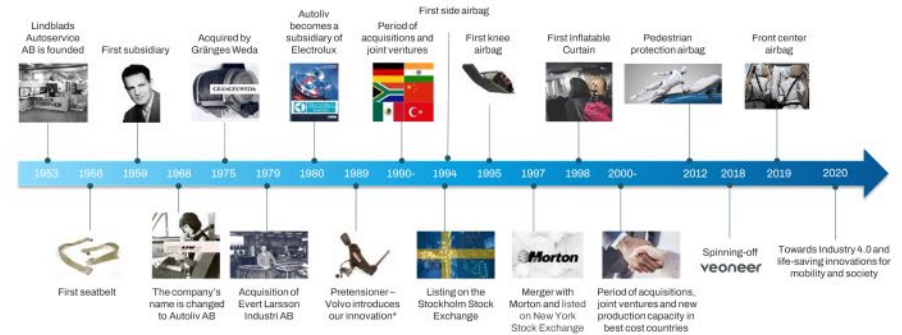 First side airbag
Lindblads
Autoservice
AB is founded
First subsidiary
Acquired by
Gränges Weda
Autoliv
becomes a
subsidiary of
Electrolux
Period of
acquisitions and
joint ventures
First knee
airbag
First Inflatable
Curtain
Pedestrian
protection airbag
Front center
airbag
GRÄNGESWEDA
1953
1956
1959
1968
1975
1979
1980
1989
1990-
1994
1995
1997
1998
2000-
2012
2018
2019
2020
First seatbelt
The company's
name is changed
to Autoliv AB
Acquisition of
Evert Larsson
Industri AB
Pretensioner –
Volvo introduces
our innovation*
Listing on the
Stockholm Stock
Exchange
Morton
Merger with
Morton and listed
on New York
Stock Exchange
Period of acquisitions,
joint ventures and new
production capacity in
best cost countries
Spinning-off
veoneer
Towards Industry 4.0 and
life-saving innovations for
mobility and society